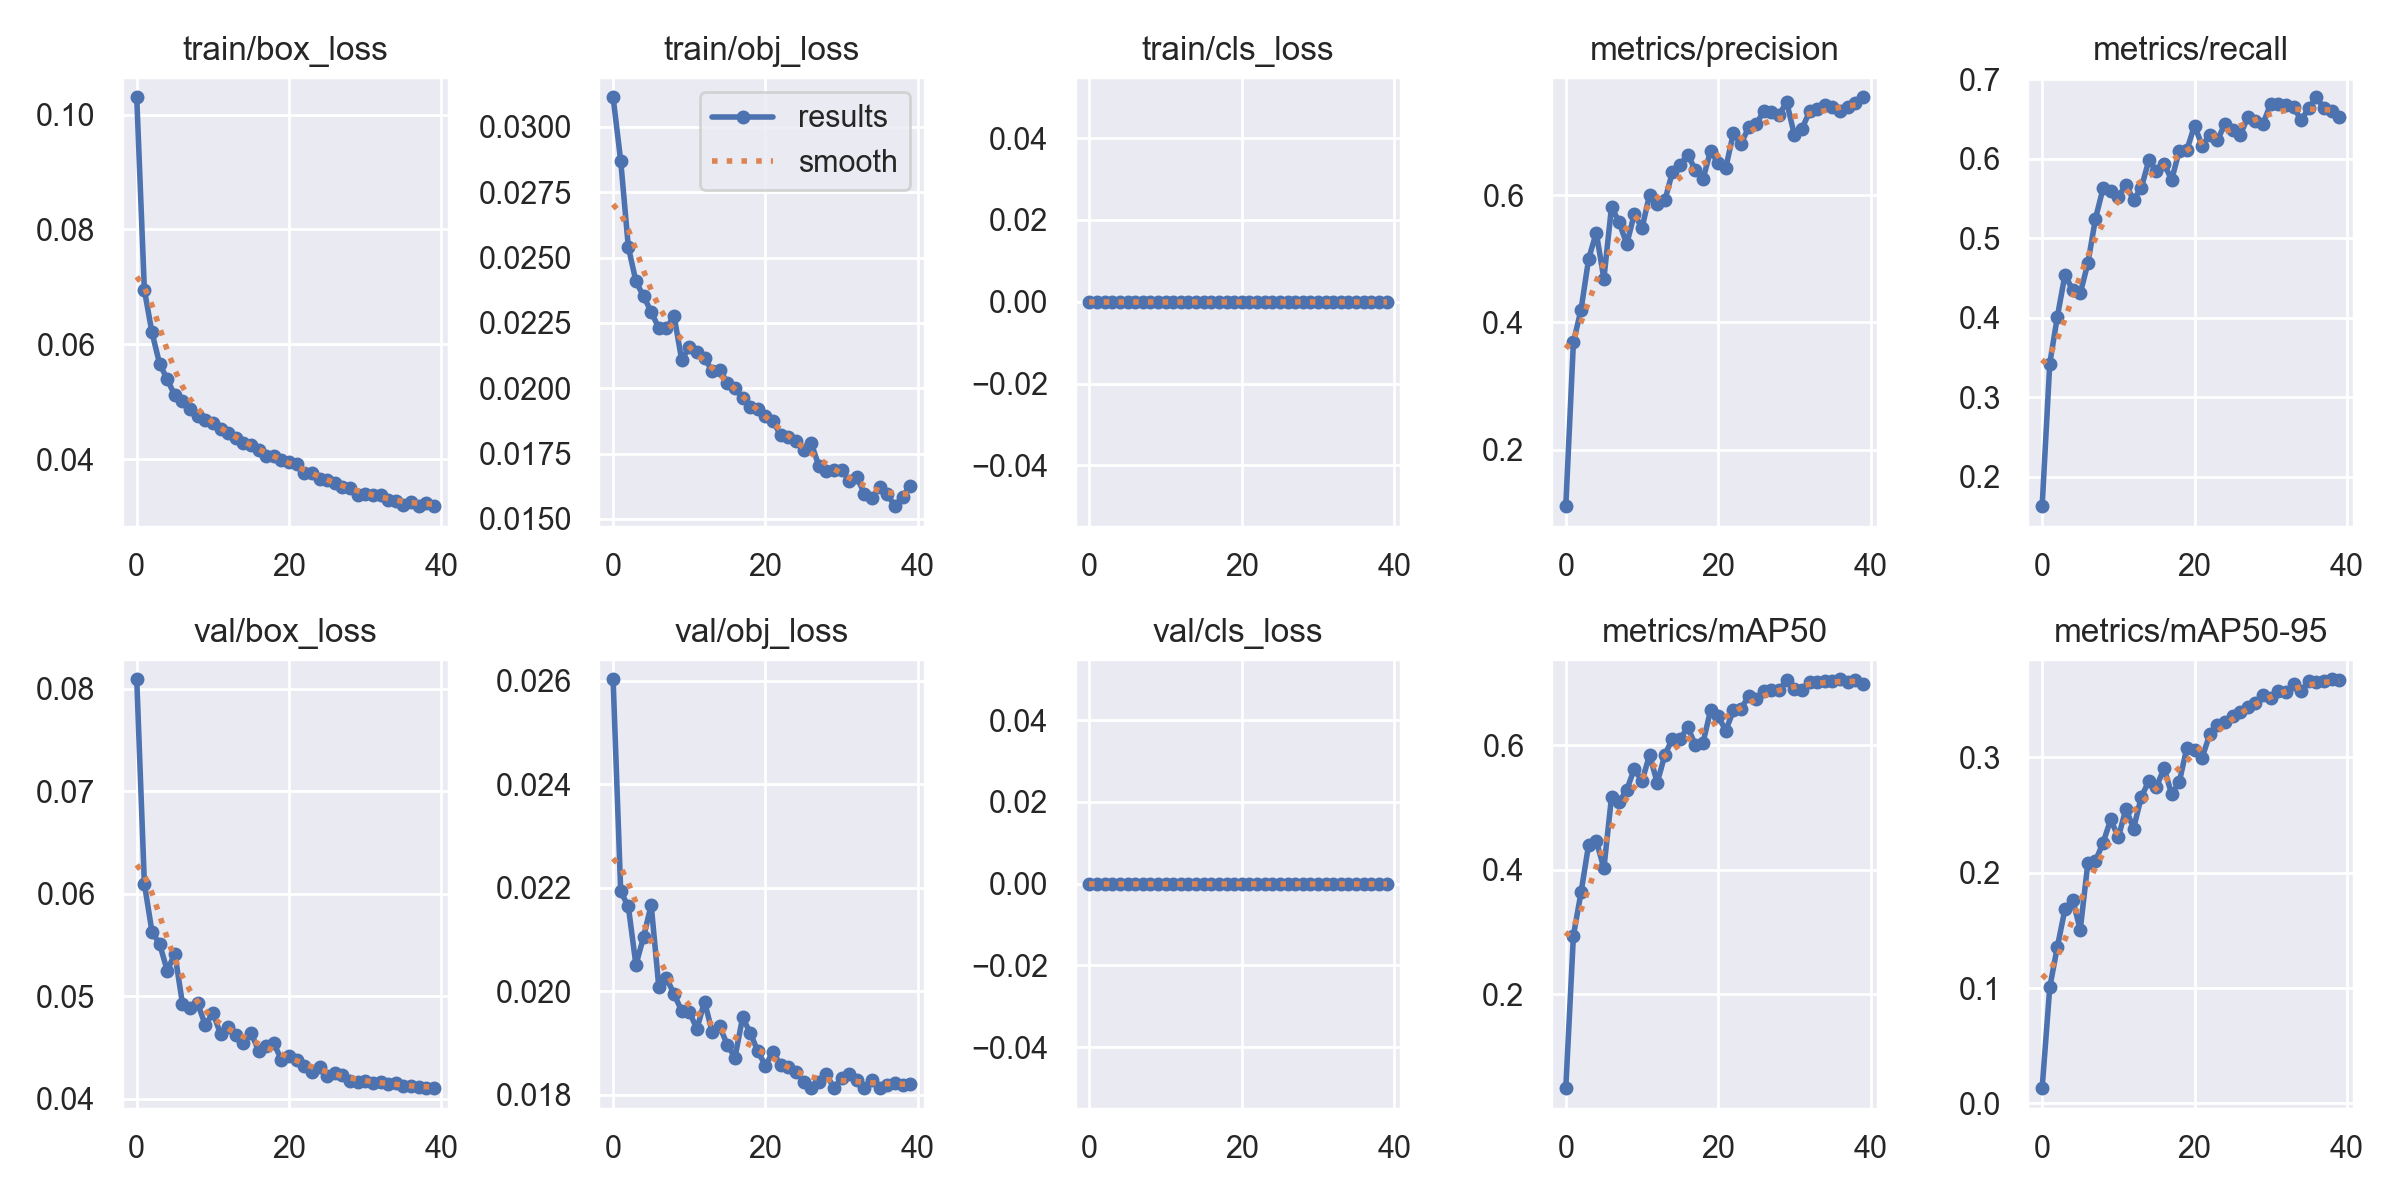 train/box_loss
train/obj_loss
train/cls_loss
metrics/precision
metrics/recall
0.10
0.08
0.06
0.04
0 20 40
0.0300
0.0275
0.0250
0.0225
0.0200
0.0175
0.0150
results
smooth
0 20 40
0.04
0.02
0.00
−0.02
−0.04
0 20 40
0.6
0.4
0.2
0 20 40
0.7
0.6
0.5
0.4
0.3
0.2
0 20 40
val/box_loss
val/obj_loss
val/cls_loss
metrics/mAP50
metrics/mAP50-95
0.08
0.07
0.06
0.05
0.04
0 20 40
0.026
0.024
0.022
0.020
0.018
0 20 40
0.04
0.02
0.00
−0.02
−0.04
0 20 40
0.6
0.4
0.2
0 20 40
0.3
0.2
0.1
0.0
0 20 40